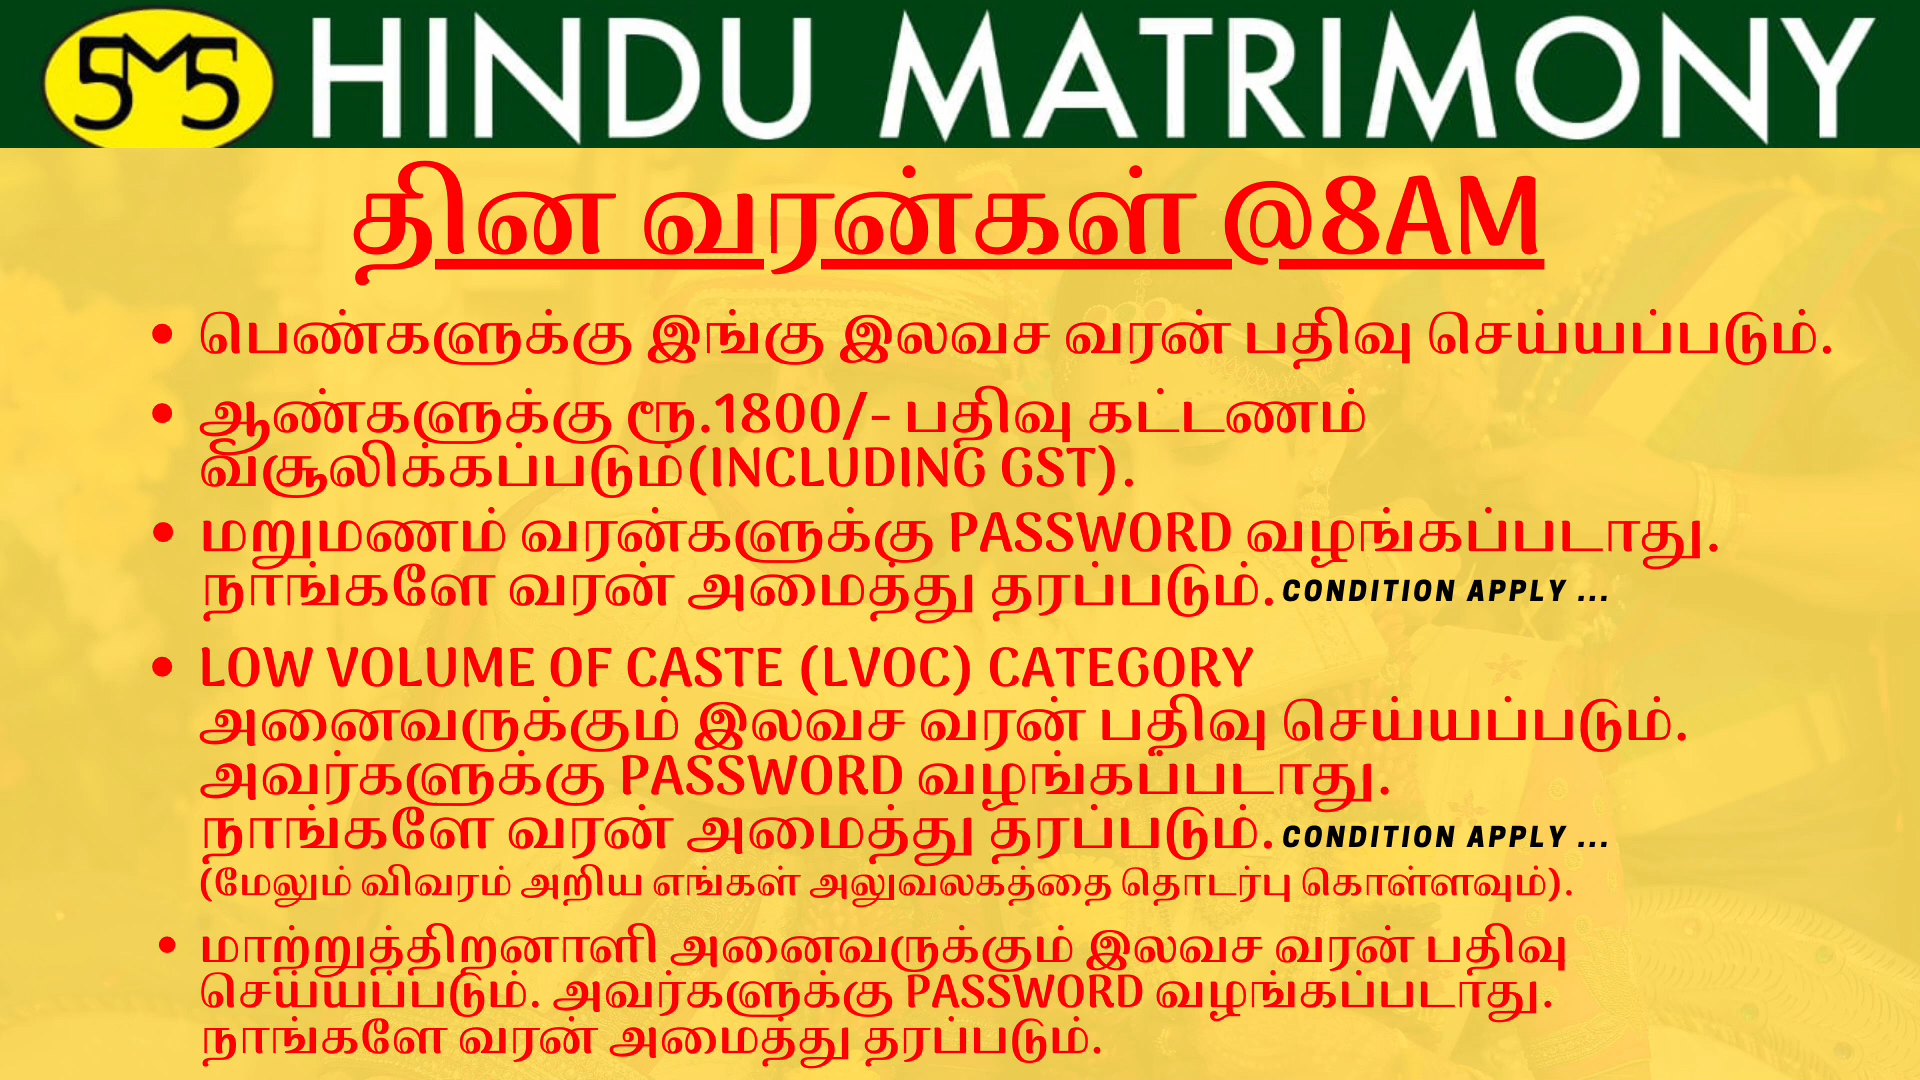 SMS HINDU MATRIMONY
தின வரன்கள் @8AM
• பெண்களுக்கு இங்கு இலவச வரன் பதிவு செய்யப்படும்.
• ஆண்களுக்கு ரூ.1800/- பதிவு கட்டணம்
வசூலிக்கப்படும்(INCLUDING GST).
• மறுமணம் வரன்களுக்கு PASSWORD வழங்கப்படாது.
நாங்களே வரன் அமைத்து தரப்படும். CONDITION APPLY ...
• LOW VOLUME OF CASTE (LVOC) CATEGORY
அனைவருக்கும் இலவச வரன் பதிவு செய்யப்படும்.
அவர்களுக்கு PASSWORD வழங்கப்படாது.
நாங்களே வரன் அமைத்து தரப்படும். CONDITION APPLY ...
(மேலும் விவரம் அறிய எங்கள் அலுவலகத்தை தொடர்பு கொள்ளவும்).
• மாற்றுத்திறனாளி அனைவருக்கும் இலவச வரன் பதிவு
செய்யப்படும். அவர்களுக்கு PASSWORD வழங்கப்படாது.
நாங்களே வரன் அமைத்து தரப்படும்.